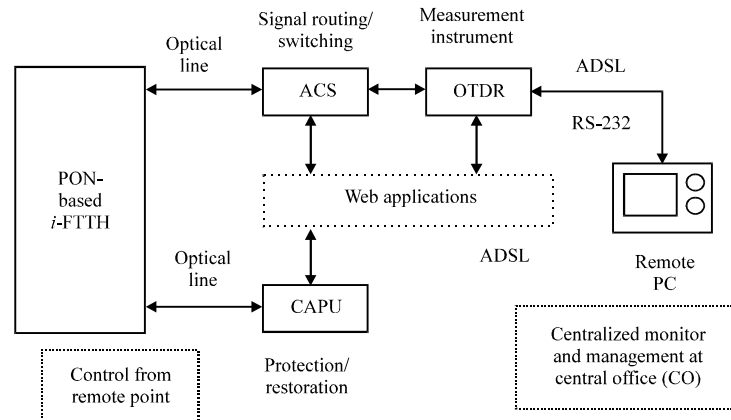 Signal routing/
switching
Measurement
instrument
Optical
line
ACS
OTDR
ADSL
RS-232
PON-
based
i-FTTH
Web applications
ADSL
Remote
PC
Optical
line
CAPU
Protection/
restoration
Control from
remote point
Centralized monitor
and management at
central office (CO)